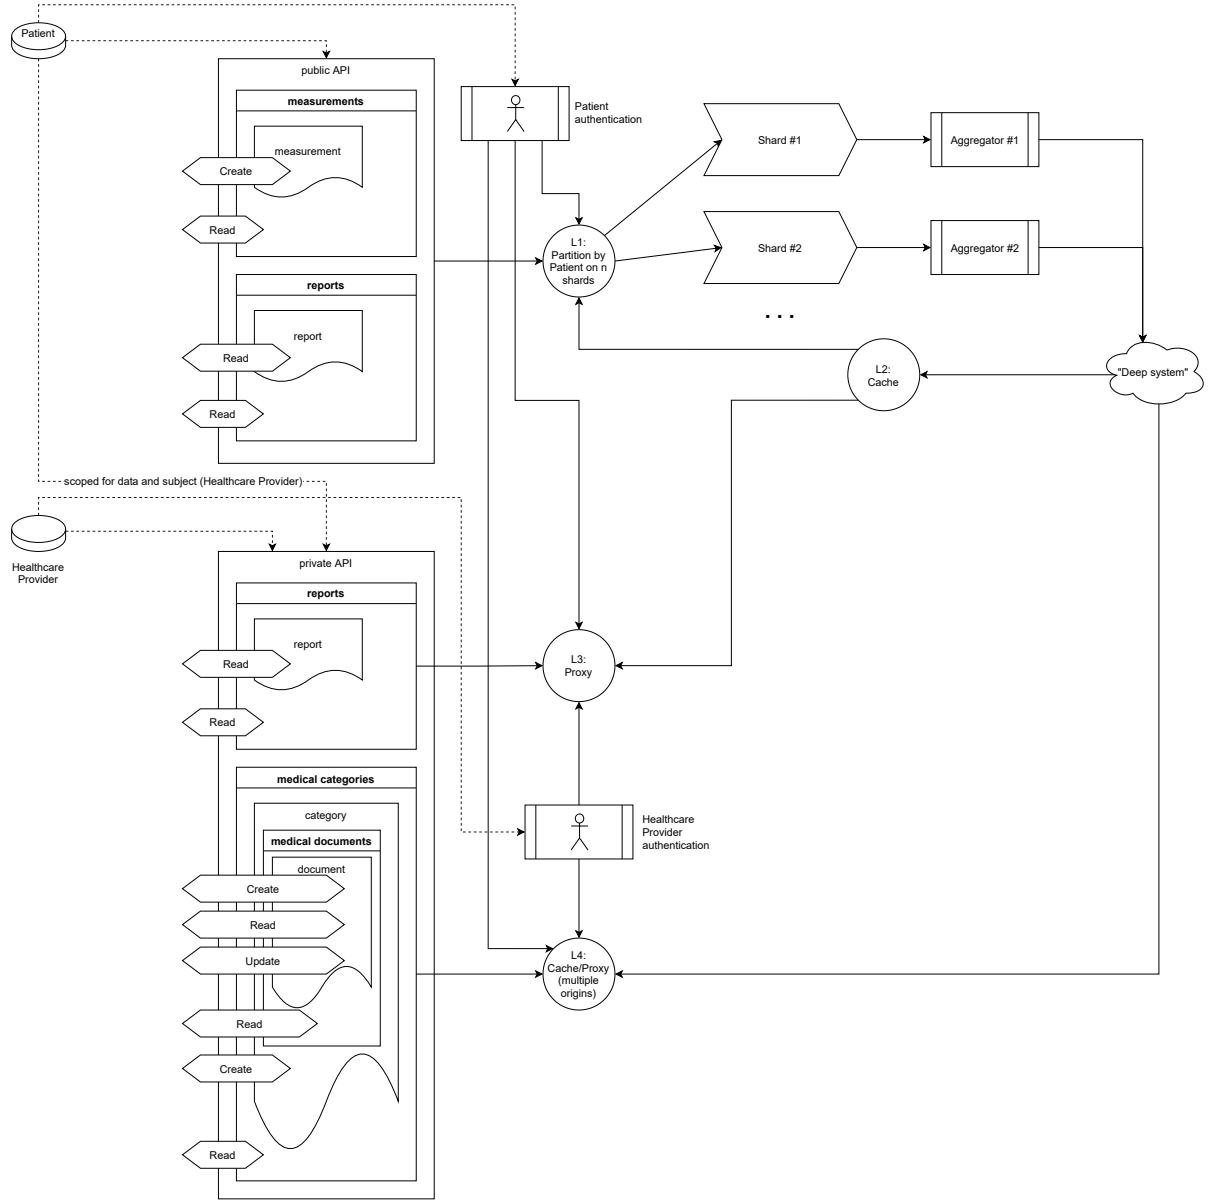 Patient
public API
measurements
measurement
Create
Read
reports
report
Read
Read
Patient
authentication
L1:
Partition by
Patient on n
shards
Shard #1
Aggregator #1
Shard #2
Aggregator #2
. . .
L2:
Cache
"Deep system"
scoped for data and subject (Healthcare Provider)
Healthcare
Provider
private API
reports
report
Read
Read
L3:
Proxy
medical categories
category
medical documents
document
Create
Read
Update
Read
Create
Read
Healthcare
Provider
authentication
L4:
Cache/Proxy
(multiple
origins)